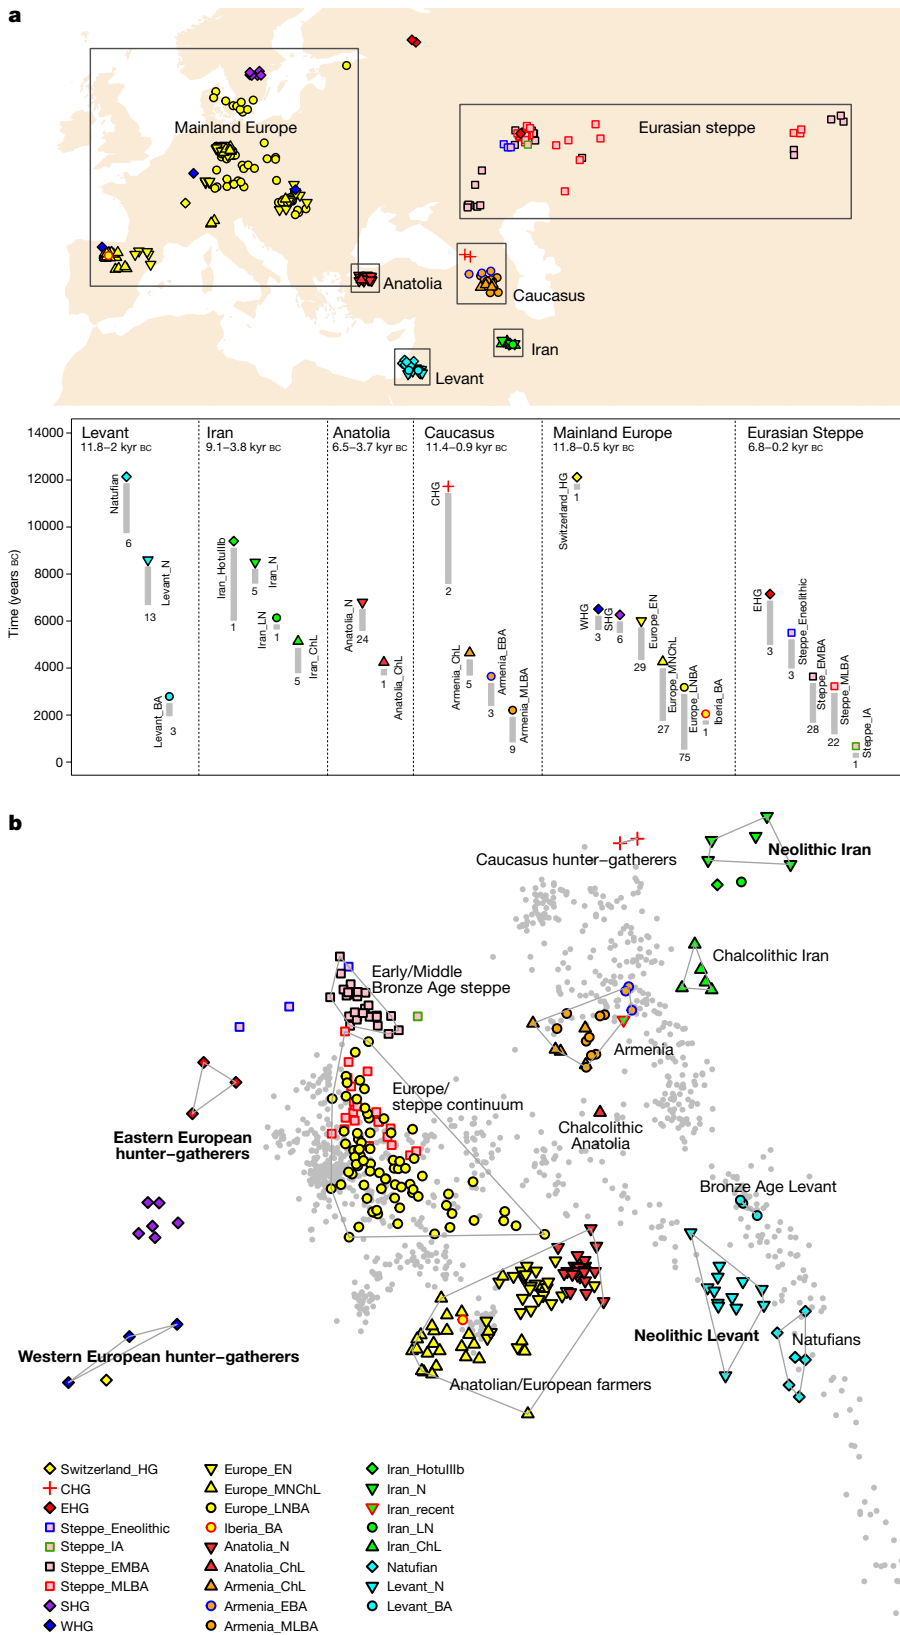 a
Mainland Europe
Eurasian steppe
Anatolia
Caucasus
Iran
Levant
Time (years BC)
14000
12000
10000
8000
6000
4000
2000
0
Levant
11.8–2 kyr BC
Natufian
6
Levant_N
13
Levant_BA
3
Iran
9.1–3.8 kyr BC
Iran_HotuIIIb
1
Iran_N
5
Iran_LN
1
Iran_ChL
5
Anatolia
6.5–3.7 kyr BC
Anatolia_N
24
Anatolia_ChL
1
Caucasus
11.4–0.9 kyr BC
CHG
2
Armenia_ChL
5
Armenia_EBA
3
Armenia_MLBA
9
Mainland Europe
11.8–0.5 kyr BC
Switzerland_HG
1
WHG
3
SHG
6
Europe_EN
29
Europe_MNChL
27
Europe_LNBA
75
Iberia_BA
1
Eurasian Steppe
6.8–0.2 kyr BC
EHG
3
Steppe_Eneolithic
3
Steppe_EMBA
28
Steppe_MLBA
22
Steppe_IA
1
b
Caucasus hunter–gatherers
Neolithic Iran
Chalcolithic Iran
Early/Middle
Bronze Age steppe
Armenia
Europe/
steppe continuum
Chalcolithic
Anatolia
Eastern European
hunter-gatherers
Bronze Age Levant
Neolithic Levant
Natufians
Western European hunter–gatherers
Anatolian/European farmers
Switzerland_HG
CHG
EHG
Steppe_Eneolithic
Steppe_IA
Steppe_EMBA
Steppe_MLBA
SHG
WHG
Europe_EN
Europe_MNChL
Europe_LNBA
Iberia_BA
Anatolia_N
Anatolia_ChL
Armenia_ChL
Armenia_EBA
Armenia_MLBA
Iran_HotuIIIb
Iran_N
Iran_recent
Iran_LN
Iran_ChL
Natufian
Levant_N
Levant_BA